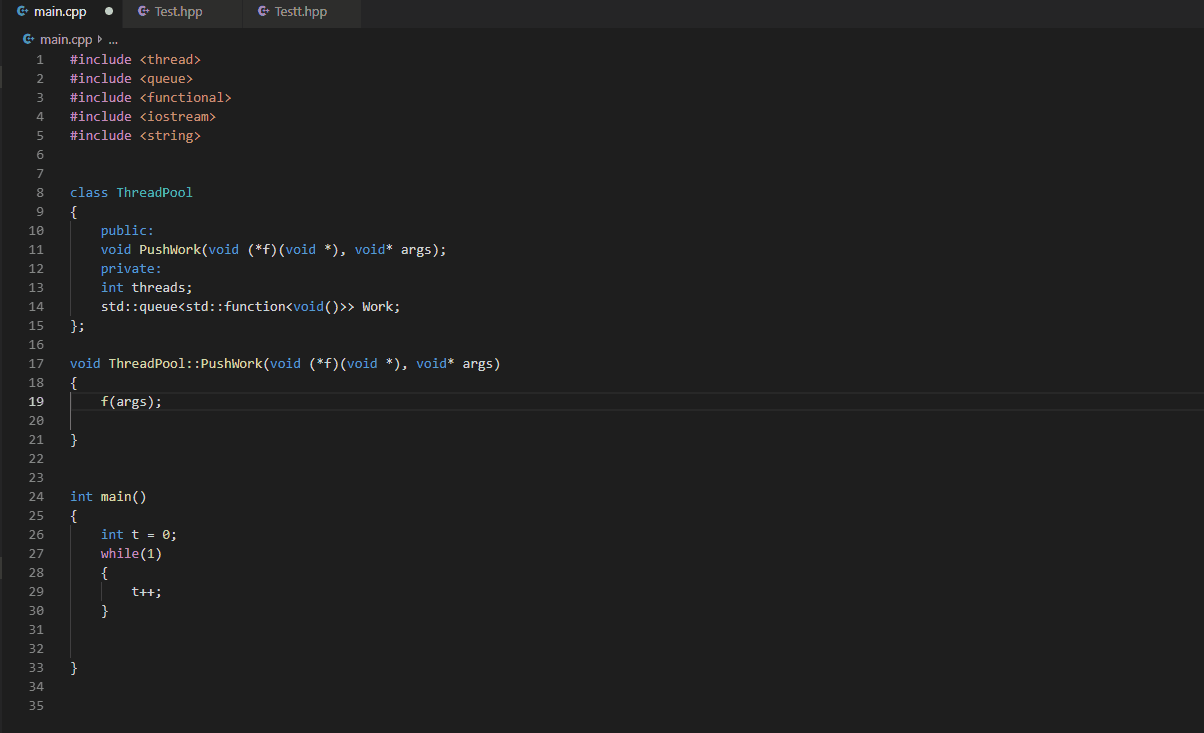 main.cpp Test.hpp Testt.hpp
main.cpp ...
1 #include <thread>
2 #include <queue>
3 #include <functional>
4 #include <iostream>
5 #include <string>
6
7
8 class ThreadPool
9 {
10     public:
11     void PushWork(void (*f)(void *), void* args);
12     private:
13     int threads;
14     std::queue<std::function<void()>> Work;
15 };
16
17 void ThreadPool::PushWork(void (*f)(void *), void* args)
18 {
19     f(args);
20
21 }
22
23
24 int main()
25 {
26     int t = 0;
27     while(1)
28     {
29         t++;
30     }
31
32
33 }
34
35